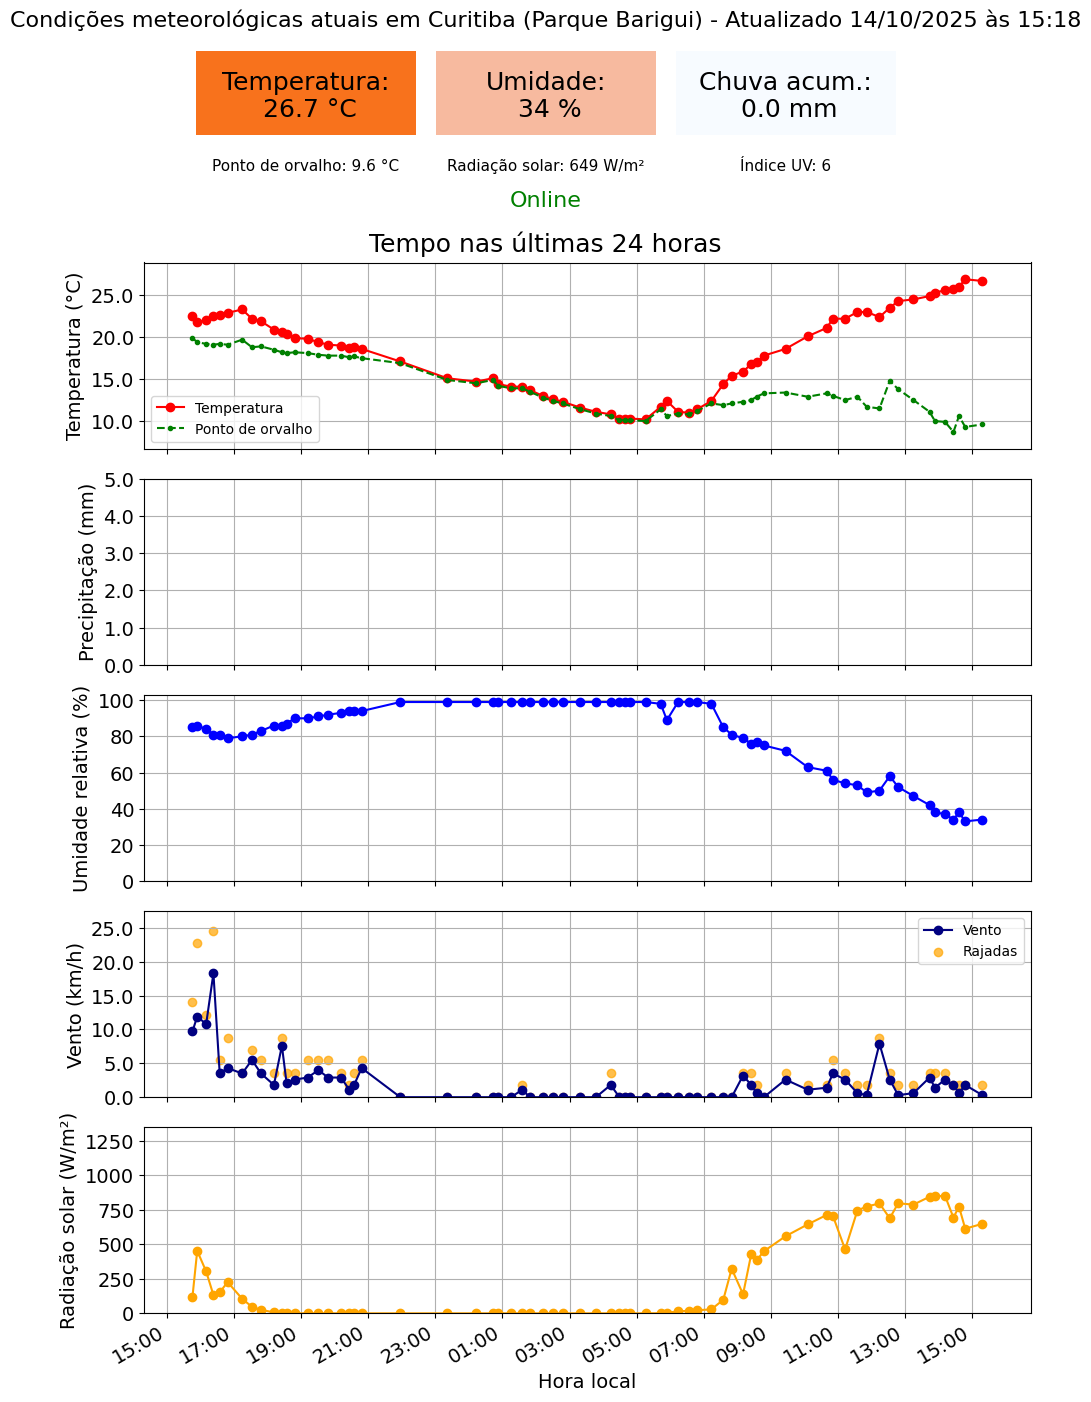 Condições meteorológicas atuais em Curitiba (Parque Barigui) - Atualizado 14/10/2025 às 15:18
Temperatura:
26.7 °C
Umidade:
34 %
Chuva acum.:
0.0 mm
Ponto de orvalho: 9.6 °C
Radiação solar: 649 W/m²
Índice UV: 6
Online
Tempo nas últimas 24 horas
Temperatura (°C)
25.0
20.0
15.0
10.0
Temperatura
Ponto de orvalho
Precipitação (mm)
5.0
4.0
3.0
2.0
1.0
0.0
Umidade relativa (%)
100
80
60
40
20
0
Vento (km/h)
25.0
20.0
15.0
10.0
5.0
0.0
Vento
Rajadas
Radiação solar (W/m²)
1250
1000
750
500
250
0
15:00
17:00
19:00
21:00
23:00
01:00
03:00
05:00
07:00
09:00
11:00
13:00
15:00
Hora local